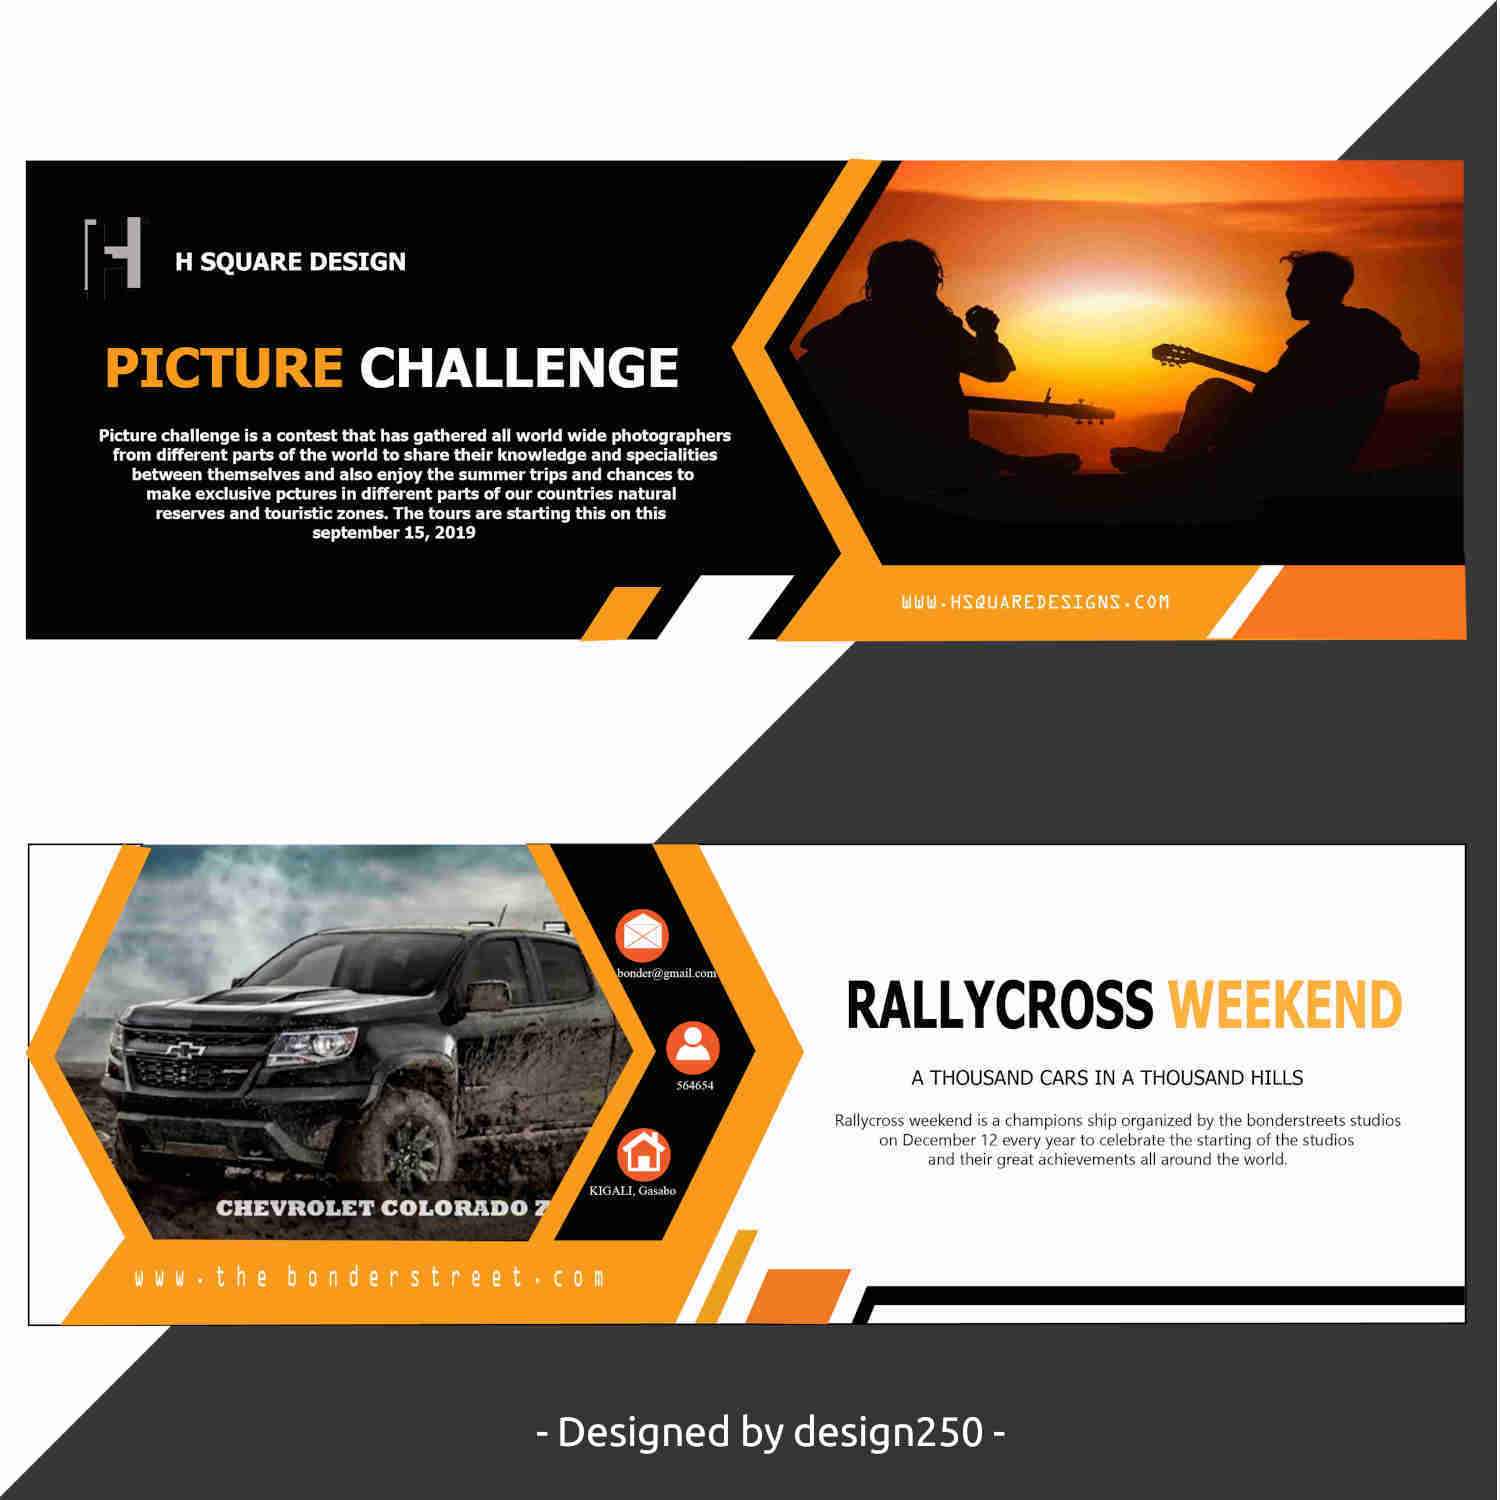 H SQUARE DESIGN
PICTURE CHALLENGE
Picture challenge is a contest that has gathered all world wide photographers
from different parts of the world to share their knowledge and specialities
between themselves and also enjoy the summer trips and chances to
make exclusive pctures in different parts of our countries natural
reserves and touristic zones. The tours are starting this on this
september 15, 2019
WWW.HSQUAREDESIGNS.COM
bonder@gmail.com
564654
KIGALI, Gasabo
CHEVROLET COLORADO Z
www.the bonderstreet.com
RALLYCROSS WEEKEND
A THOUSAND CARS IN A THOUSAND HILLS
Rallycross weekend is a champions ship organized by the bonderstreets studios
on December 12 every year to celebrate the starting of the studios
and their great achievements all around the world.
- Designed by design250 -